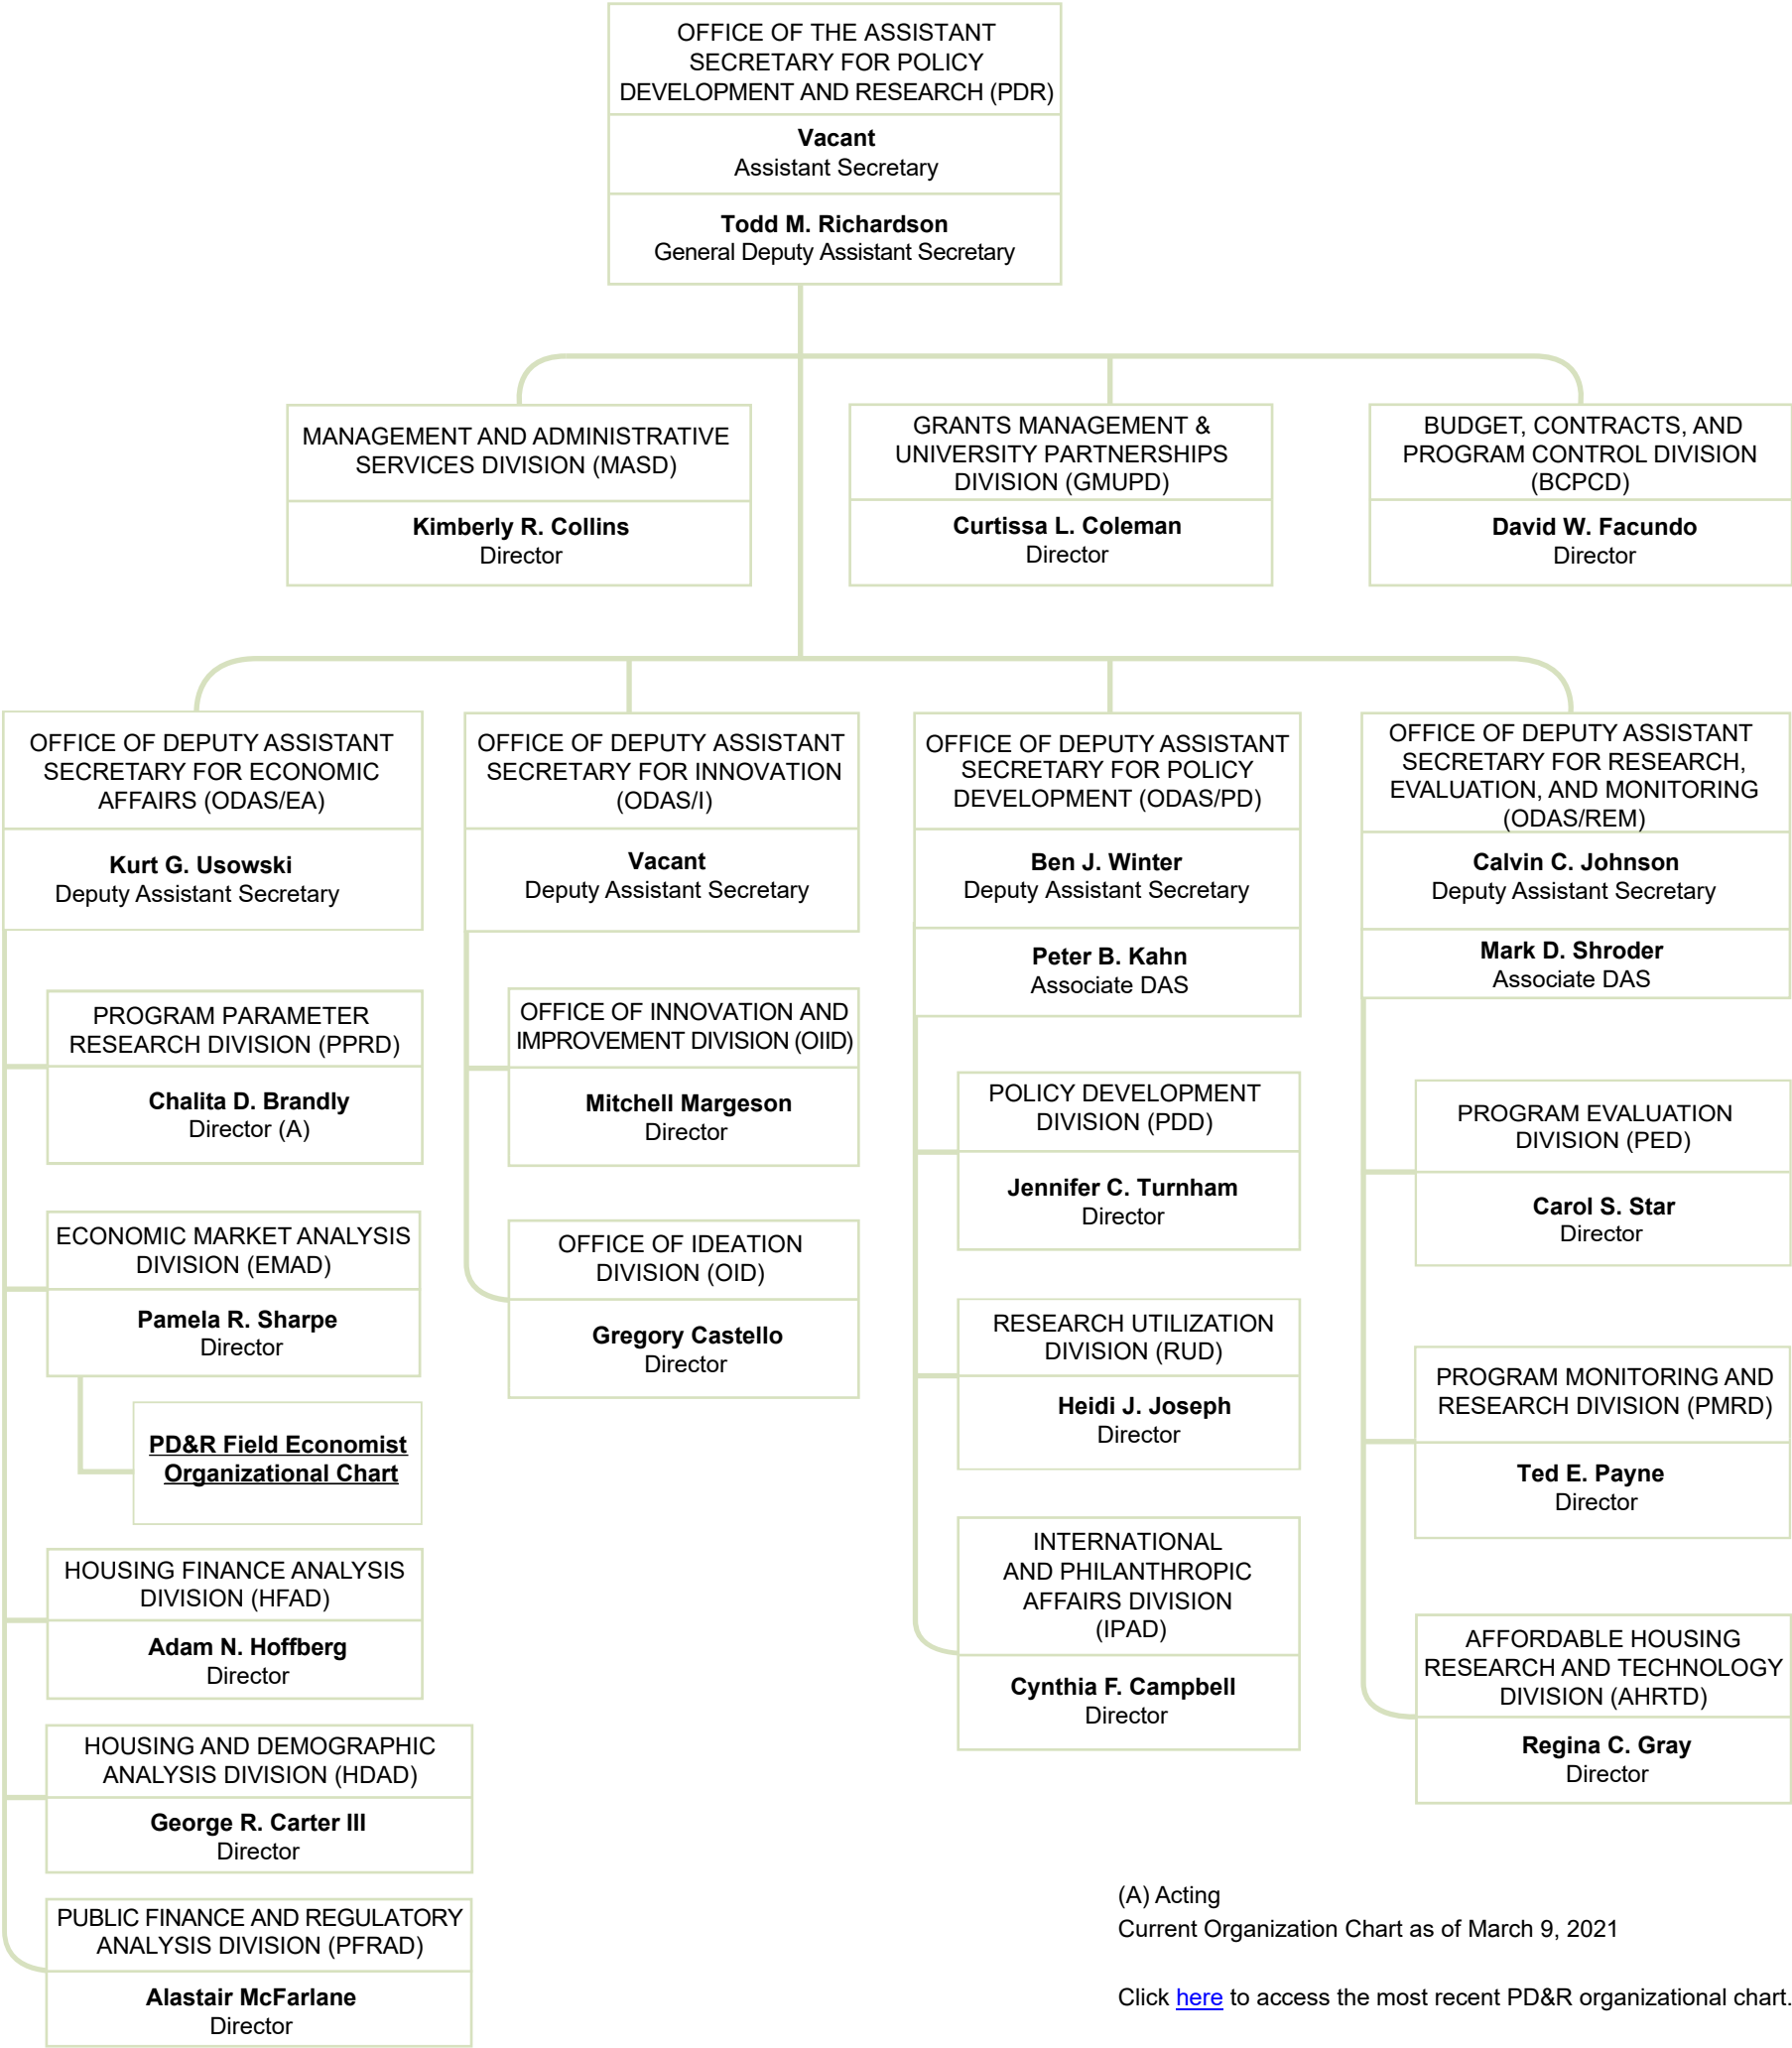 OFFICE OF THE ASSISTANT
SECRETARY FOR POLICY
DEVELOPMENT AND RESEARCH (PDR)
Vacant
Assistant Secretary
Todd M. Richardson
General Deputy Assistant Secretary
MANAGEMENT AND ADMINISTRATIVE
SERVICES DIVISION (MASD)
Kimberly R. Collins
Director
GRANTS MANAGEMENT &
UNIVERSITY PARTNERSHIPS
DIVISION (GMUPD)
Curtissa L. Coleman
Director
BUDGET, CONTRACTS, AND
PROGRAM CONTROL DIVISION
(BCPCD)
David W. Facundo
Director
OFFICE OF DEPUTY ASSISTANT
SECRETARY FOR ECONOMIC
AFFAIRS (ODAS/EA)
Kurt G. Usowski
Deputy Assistant Secretary
PROGRAM PARAMETER
RESEARCH DIVISION (PPRD)
Chalita D. Brandly
Director (A)
ECONOMIC MARKET ANALYSIS
DIVISION (EMAD)
Pamela R. Sharpe
Director
PD&R Field Economist
Organizational Chart
HOUSING FINANCE ANALYSIS
DIVISION (HFAD)
Adam N. Hoffberg
Director
HOUSING AND DEMOGRAPHIC
ANALYSIS DIVISION (HDAD)
George R. Carter III
Director
PUBLIC FINANCE AND REGULATORY
ANALYSIS DIVISION (PFRAD)
Alastair McFarlane
Director
OFFICE OF DEPUTY ASSISTANT
SECRETARY FOR INNOVATION
(ODAS/I)
Vacant
Deputy Assistant Secretary
OFFICE OF INNOVATION AND
IMPROVEMENT DIVISION (OIID)
Mitchell Margeson
Director
OFFICE OF IDEATION
DIVISION (OID)
Gregory Castello
Director
OFFICE OF DEPUTY ASSISTANT
SECRETARY FOR POLICY
DEVELOPMENT (ODAS/PD)
Ben J. Winter
Deputy Assistant Secretary
Peter B. Kahn
Associate DAS
POLICY DEVELOPMENT
DIVISION (PDD)
Jennifer C. Turnham
Director
RESEARCH UTILIZATION
DIVISION (RUD)
Heidi J. Joseph
Director
INTERNATIONAL
AND PHILANTHROPIC
AFFAIRS DIVISION
(IPAD)
Cynthia F. Campbell
Director
OFFICE OF DEPUTY ASSISTANT
SECRETARY FOR RESEARCH,
EVALUATION, AND MONITORING
(ODAS/REM)
Calvin C. Johnson
Deputy Assistant Secretary
Mark D. Shroder
Associate DAS
PROGRAM EVALUATION
DIVISION (PED)
Carol S. Star
Director
PROGRAM MONITORING AND
RESEARCH DIVISION (PMRD)
Ted E. Payne
Director
AFFORDABLE HOUSING
RESEARCH AND TECHNOLOGY
DIVISION (AHRTD)
Regina C. Gray
Director
(A) Acting
Current Organization Chart as of March 9, 2021
Click here to access the most recent PD&R organizational chart.